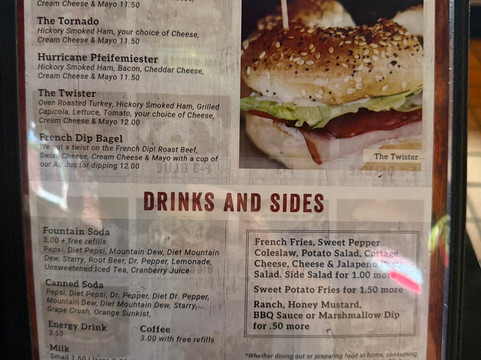 Cream Cheese & Mayo 11.50
The Tornado
Hickory Smoked Ham, your choice of Cheese,
Cream Cheese & Mayo 11.50
Hurricane Pfeifemiester
Hickory Smoked Ham, Bacon, Cheddar Cheese,
Cream Cheese & Mayo 11.50
The Twister
Oven Roasted Turkey, Hickory Smoked Ham, Grilled
Capicola, Lettuce, Tomato, your choice of Cheese,
Cream Cheese & Mayo 12.00
French Dip Bagel
We put a twist on the French Dip! Roast Beef,
Swiss Cheese, Cream Cheese & Mayo with a cup of
our Au Jus for dipping 12.00
The Twister
DRINKS AND SIDES
Fountain Soda
3.00 + free refills
Pepsi, Diet Pepsi, Mountain Dew, Diet Mountain
Dew, Starry, Root Beer, Dr. Pepper, Lemonade,
Unsweetened Iced Tea, Cranberry Juice
Canned Soda
Pepsi, Diet Pepsi, Dr. Pepper, Diet Dr. Pepper,
Mountain Dew, Diet Mountain Dew, Starry,
Grape Crush, Orange Sunkist,
Energy Drink
3.50
Coffee
3.00 with free refills
Milk
French Fries, Sweet Pepper
Coleslaw, Potato Salad, Cottage
Cheese, Cheese & Jalapeno
Salad. Side Salad for 1.00 more
Sweet Potato Fries for 1.50 more
Ranch, Honey Mustard,
BBQ Sauce or Marshmallow Dip
for .50 more
*Whether dining out or preparing food at home, consuming